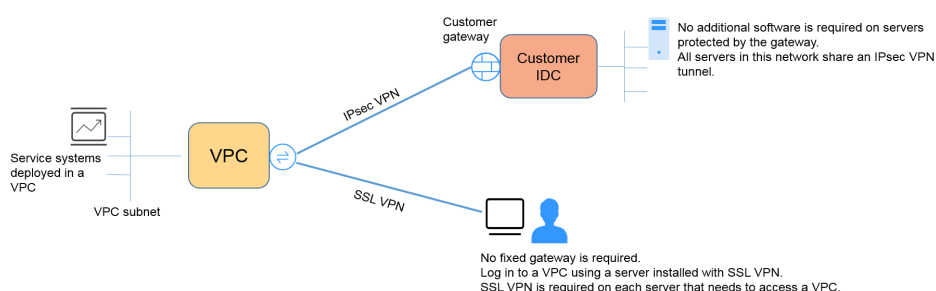 Customer
gateway
No additional software is required on servers
protected by the gateway.
All servers in this network share an IPsec VPN
tunnel.
Customer
IDC
IPsec VPN
VPC
Service systems
deployed in a
VPC
VPC subnet
SSL VPN
No fixed gateway is required.
Log in to a VPC using a server installed with SSL VPN.
SSL VPN is required on each server that needs to access a VPC.